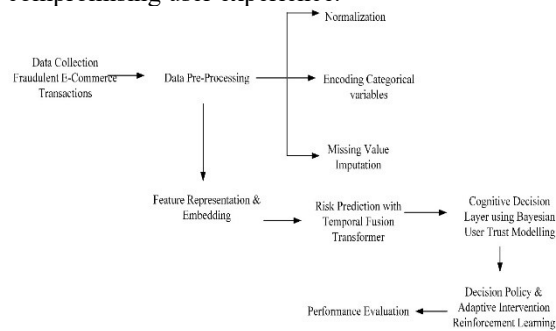 compromising user experience.
Normalization
Data Collection
Fraudulent E-Commerce
Transactions
Data Pre-Processing
Encoding Categorical
variables
Missing Value
Imputation
Feature Representation &
Embedding
Risk Prediction with
Temporal Fusion
Transformer
Cognitive Decision
Layer using Bayesian
User Trust Modelling
Decision Policy &
Adaptive Intervention
Reinforcement Learning
Performance Evaluation